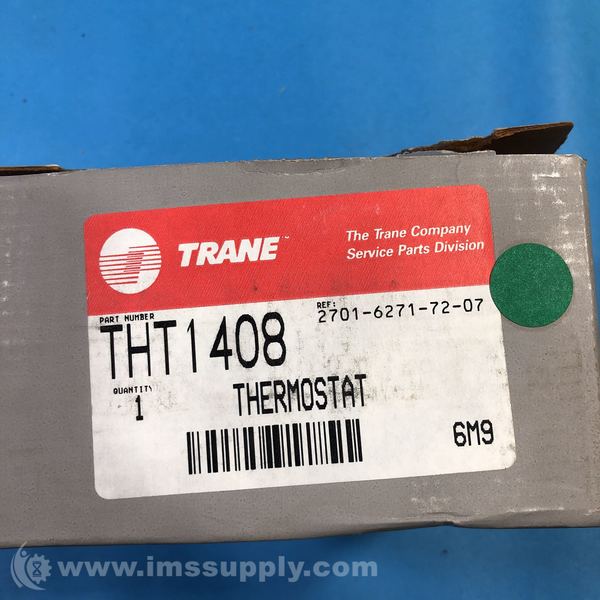 TRANE™
The Trane Company
Service Parts Division
PART NUMBER
REF:
THT1408
2701-6271-72-07
QUANTITY
1
THERMOSTAT
6M9
www.imssupply.com